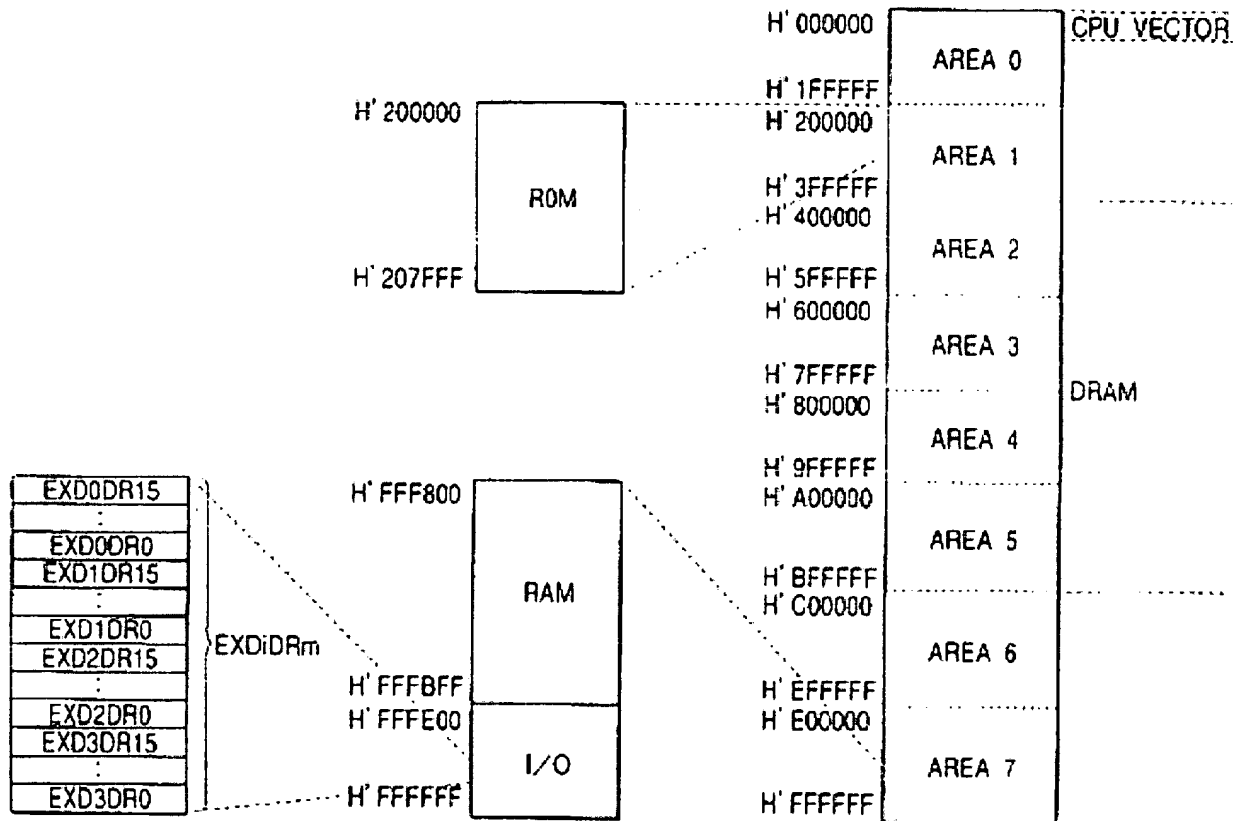 H' 000000
CPU VECTOR
AREA 0
H' 1FFFFF
H' 200000
H' 200000
ROM
AREA 1
H' 3FFFFF
H' 400000
AREA 2
H' 207FFF
H' 5FFFFF
H' 600000
AREA 3
H' 7FFFFF
H' 800000
DRAM
AREA 4
H' 9FFFFF
H' A00000
EXD0DR15
:
EXD0DR0
EXD1DR15
:
EXD1DR0
EXD2DR15
:
EXD2DR0
EXD3DR15
:
EXD3DR0
EXDiDRm
H' FFF800
RAM
H' FFFBFF
H' FFFE00
I/O
H' FFFFFF
AREA 5
H' BFFFFF
H' C00000
AREA 6
H' EFFFFF
H' E00000
AREA 7
H' FFFFFF